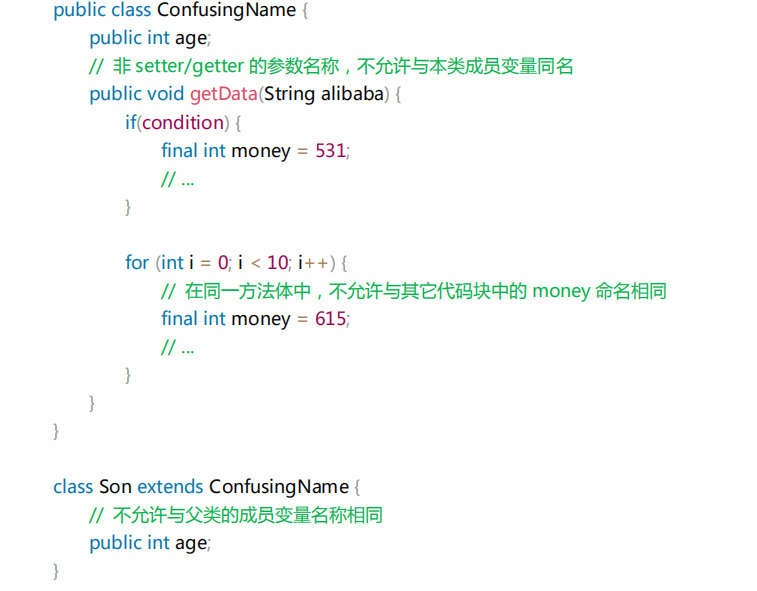 public class ConfusingName {
public int age;
// 非 setter/getter 的参数名称，不允许与本类成员变量同名
public void getData(String alibaba) {
if(condition) {
final int money = 531;
// ...
}
for (int i = 0; i < 10; i++) {
// 在同一方法体中，不允许与其它代码块中的 money 命名相同
final int money = 615;
// ...
}
}
}
class Son extends ConfusingName {
// 不允许与父类的成员变量名称相同
public int age;
}